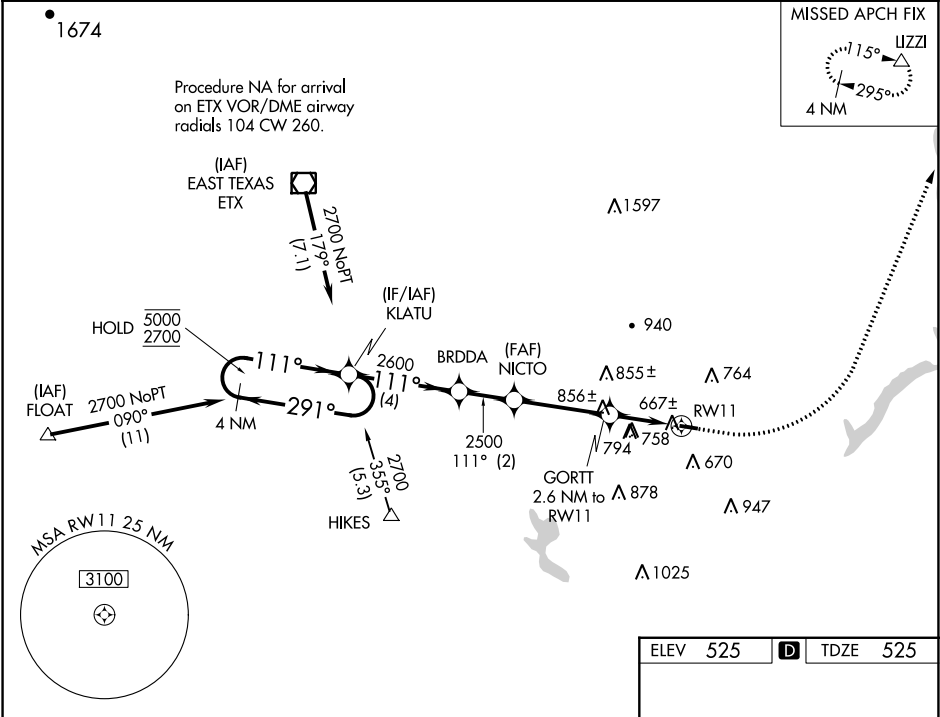 1674
MISSED APCH FIX
LIZZI
115°
295°
4 NM
Procedure NA for arrival
on ETX VOR/DME airway
radials 104 CW 260.
(IAF)
EAST TEXAS
ETX
2700 NoPT
179°
(7.1)
1597
(IF/IAF)
KLATU
HOLD
5000
2700
940
111°
2600
111°
(4)
BRDDA
(FAF)
NICTO
855±
764
(IAF)
FLOAT
2700 NoPT
090°
(11)
291°
4 NM
856±
667±
RW11
2500
111° (2)
794
758
670
2700
355°
(5.3)
HIKES
GORTT
2.6 NM to
RW11
878
947
1025
MSA RW11 25 NM
3100
ELEV 525
D
TDZE 525